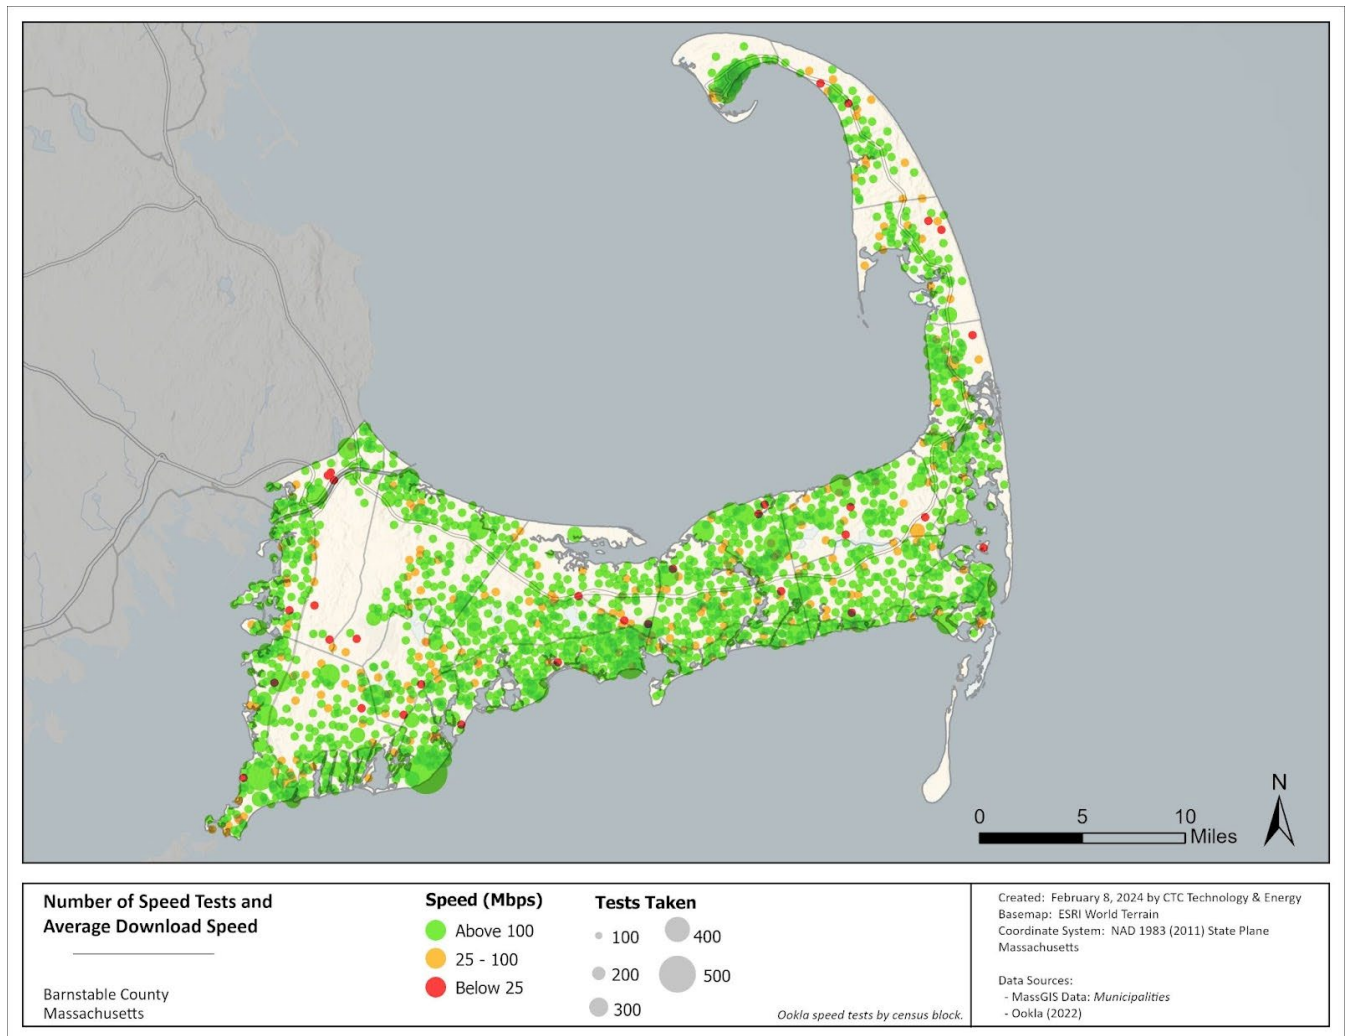 N
0 5 10
Miles
Number of Speed Tests and
Average Download Speed
Barnstable County
Massachusetts
Speed (Mbps)
Above 100
25 - 100
Below 25
Tests Taken
100
200
300
400
500
Ookla speed tests by census block.
Created: February 8, 2024 by CTC Technology & Energy
Basemap: ESRI World Terrain
Coordinate System: NAD 1983 (2011) State Plane
Massachusetts
Data Sources:
- MassGIS Data: Municipalities
- Ookla (2022)